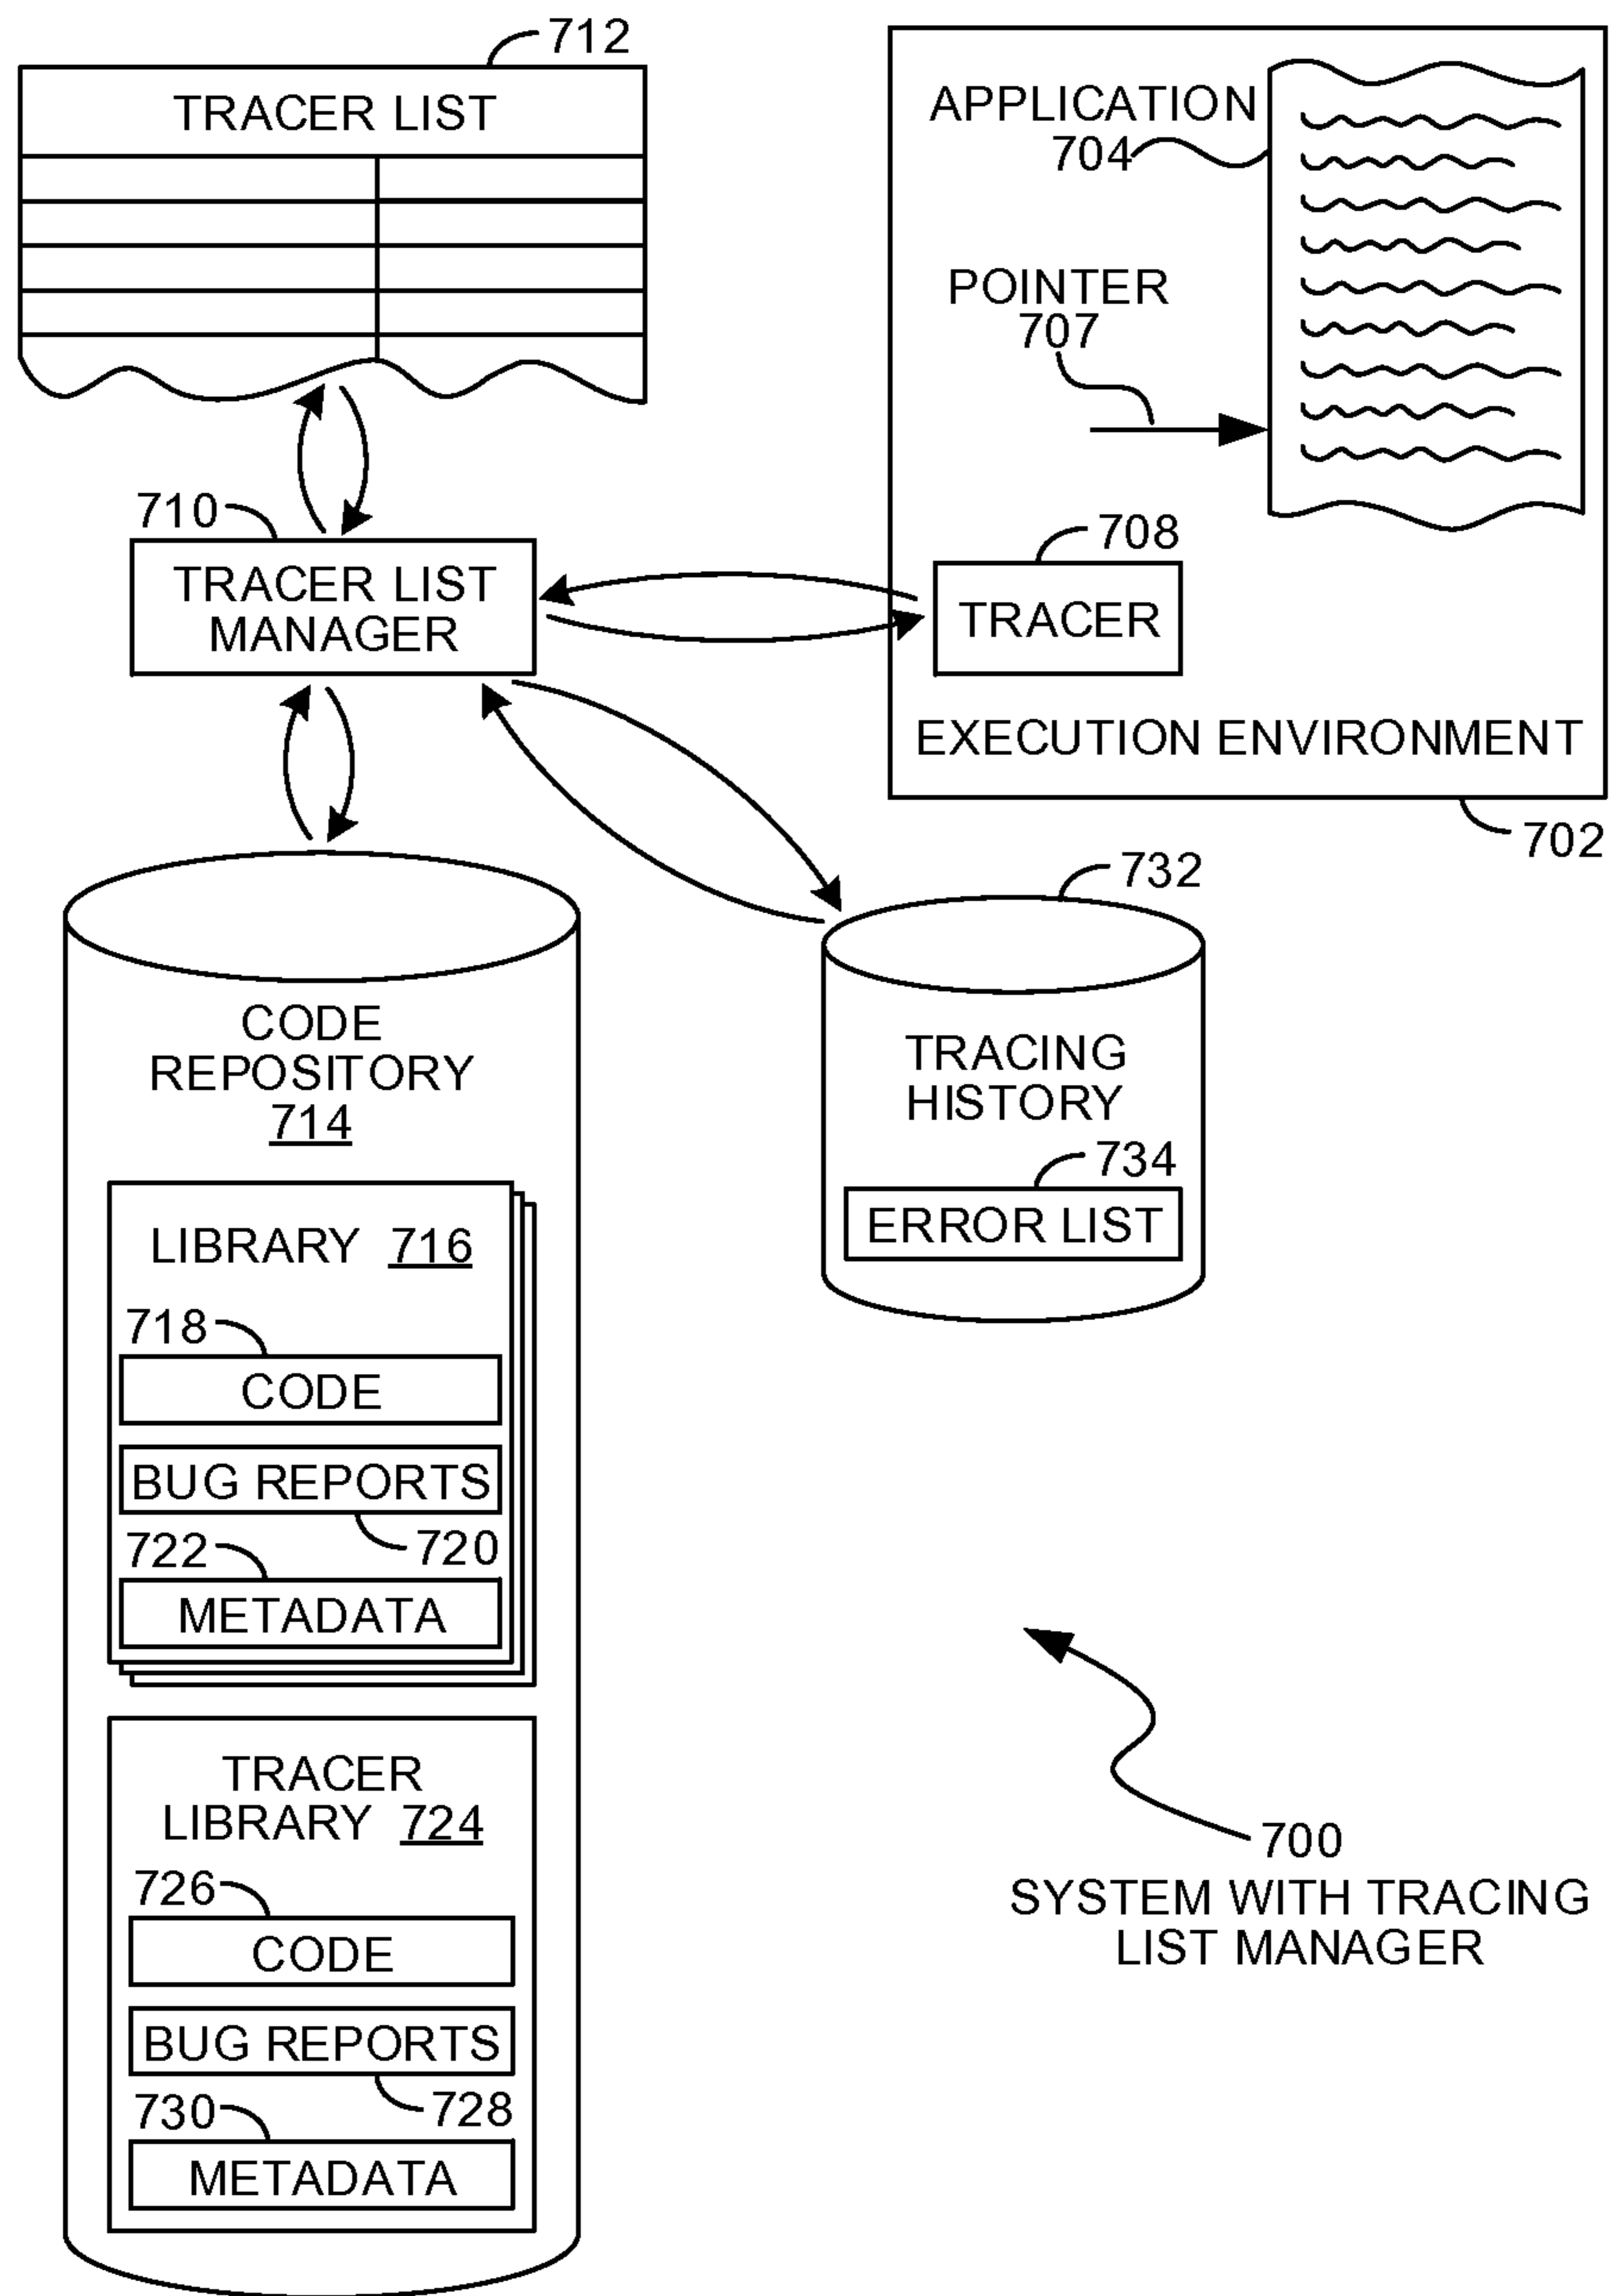 712
TRACER LIST
APPLICATION
704
POINTER
707
710
TRACER LIST
MANAGER
708
TRACER
EXECUTION ENVIRONMENT
702
732
CODE
REPOSITORY
714
TRACING
HISTORY
734
ERROR LIST
LIBRARY 716
718
CODE
BUG REPORTS
720
722
METADATA
TRACER
LIBRARY 724
726
CODE
BUG REPORTS
728
730
METADATA
700
SYSTEM WITH TRACING
LIST MANAGER